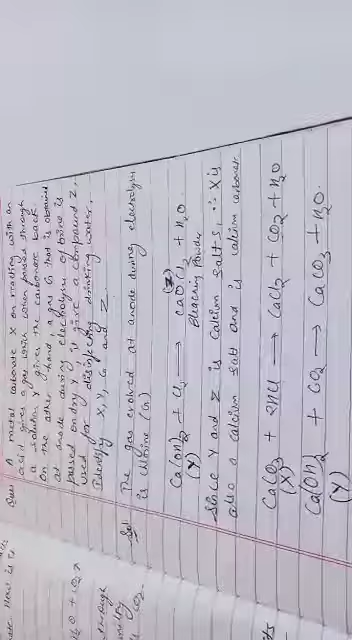 Ques A metal carbonate X on reacting with an
acid gives a gas which when passed through
a solution Y gives the carbonate back.
On the other hand, a gas G that is obtained
at anode during electrolysis of brine is
passed on dry Y, it give a compound Z,
used for disinfecting drinking water.
Identify X, Y, G and Z.
Sol The gas evolved at anode during electrolysis
is chlorine (G)
Ca(OH)2 + Cl2 → CaOCl2 + H2O
(Y) (Z)
Bleaching Powder
Since Y and Z is calcium salts, ∴ X is
also a calcium salt and is calcium carbonate.
CaCO3 + 2HCl → CaCl2 + CO2 + H2O
(X)
Ca(OH)2 + CO2 → CaCO3 + H2O.
(Y)
through
CO2